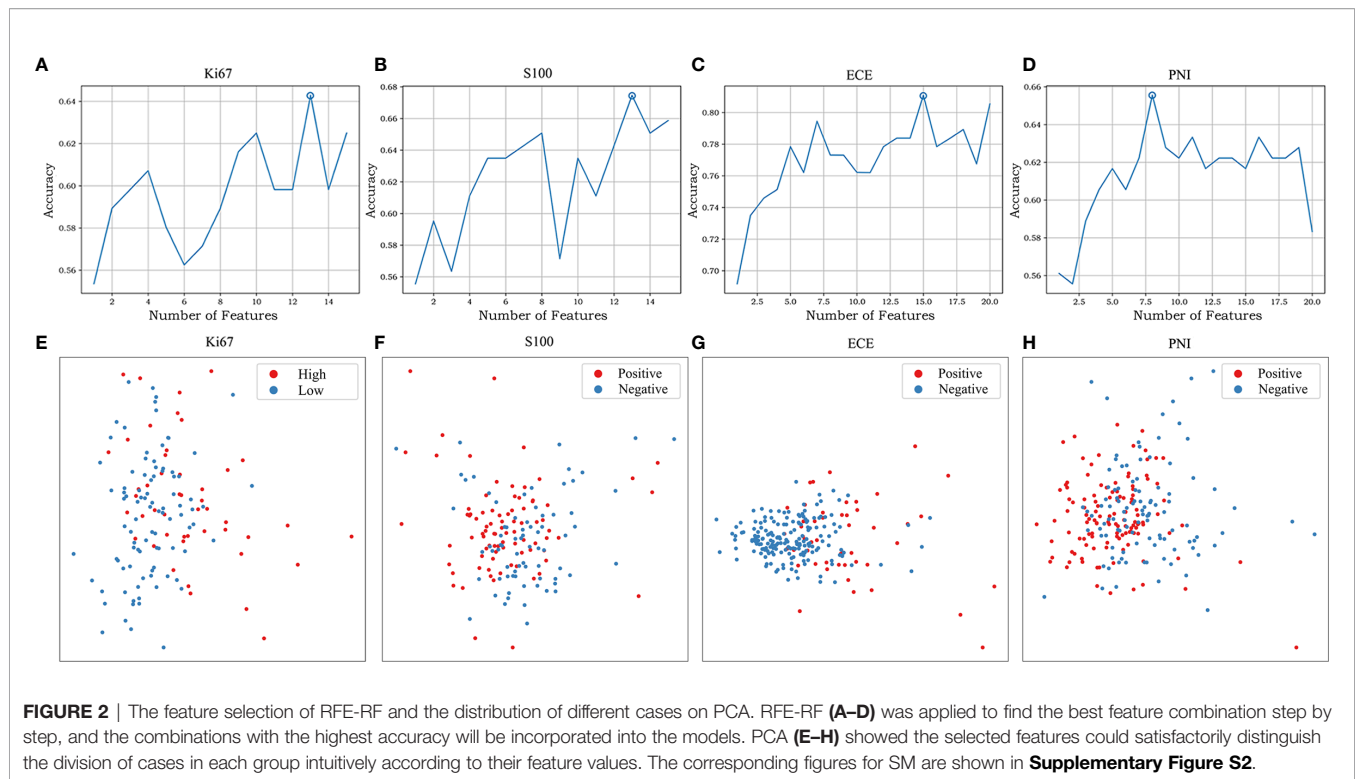 A
Ki67
Accuracy
0.64
0.62
0.60
0.58
0.56
2 4 6 8 10 12 14
Number of Features
B
S100
Accuracy
0.68
0.66
0.64
0.62
0.60
0.58
0.56
2 4 6 8 10 12 14
Number of Features
C
ECE
Accuracy
0.80
0.78
0.76
0.74
0.72
0.70
2.5 5.0 7.5 10.0 12.5 15.0 17.5 20.0
Number of Features
D
PNI
Accuracy
0.66
0.64
0.62
0.60
0.58
0.56
2.5 5.0 7.5 10.0 12.5 15.0 17.5 20.0
Number of Features
E
Ki67
High
Low
F
S100
Positive
Negative
G
ECE
Positive
Negative
H
PNI
Positive
Negative
FIGURE 2 | The feature selection of RFE-RF and the distribution of different cases on PCA. RFE-RF (A–D) was applied to find the best feature combination step by
step, and the combinations with the highest accuracy will be incorporated into the models. PCA (E–H) showed the selected features could satisfactorily distinguish
the division of cases in each group intuitively according to their feature values. The corresponding figures for SM are shown in Supplementary Figure S2.